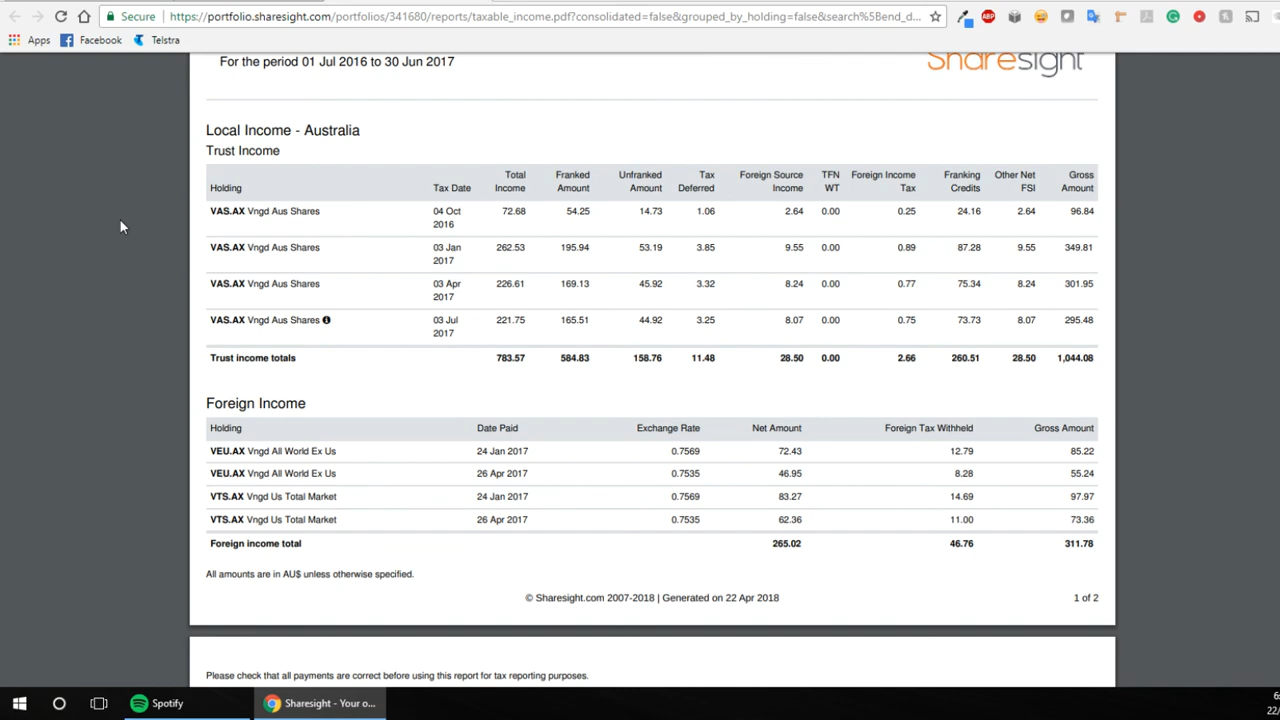 Secure https://portfolio.sharesight.com/portfolios/341680/reports/taxable_income.pdf?consolidated=false&grouped_by_holding=false&search%5Bend_d...
Apps Facebook Telstra
For the period 01 Jul 2016 to 30 Jun 2017 Sharesight
Local Income - Australia
Trust Income
Total Franked Unfranked Tax Foreign Source TFN Foreign Income Franking Other Net Gross
Holding Tax Date Income Amount Amount Deferred Income WT Tax Credits FSI Amount
VAS.AX Vngd Aus Shares 04 Oct 72.68 54.25 14.73 1.06 2.64 0.00 0.25 24.16 2.64 96.84
2016
VAS.AX Vngd Aus Shares 03 Jan 262.53 195.94 53.19 3.85 9.55 0.00 0.89 87.28 9.55 349.81
2017
VAS.AX Vngd Aus Shares 03 Apr 226.61 169.13 45.92 3.32 8.24 0.00 0.77 75.34 8.24 301.95
2017
VAS.AX Vngd Aus Shares 03 Jul 221.75 165.51 44.92 3.25 8.07 0.00 0.75 73.73 8.07 295.48
2017
Trust income totals 783.57 584.83 158.76 11.48 28.50 0.00 2.66 260.51 28.50 1,044.08
Foreign Income
Holding Date Paid Exchange Rate Net Amount Foreign Tax Withheld Gross Amount
VEU.AX Vngd All World Ex Us 24 Jan 2017 0.7569 72.43 12.79 85.22
VEU.AX Vngd All World Ex Us 26 Apr 2017 0.7535 46.95 8.28 55.24
VTS.AX Vngd Us Total Market 24 Jan 2017 0.7569 83.27 14.69 97.97
VTS.AX Vngd Us Total Market 26 Apr 2017 0.7535 62.36 11.00 73.36
Foreign income total 265.02 46.76 311.78
All amounts are in AU$ unless otherwise specified.
© Sharesight.com 2007-2018 | Generated on 22 Apr 2018 1 of 2
Please check that all payments are correct before using this report for tax reporting purposes.
Spotify Sharesight - Your o...